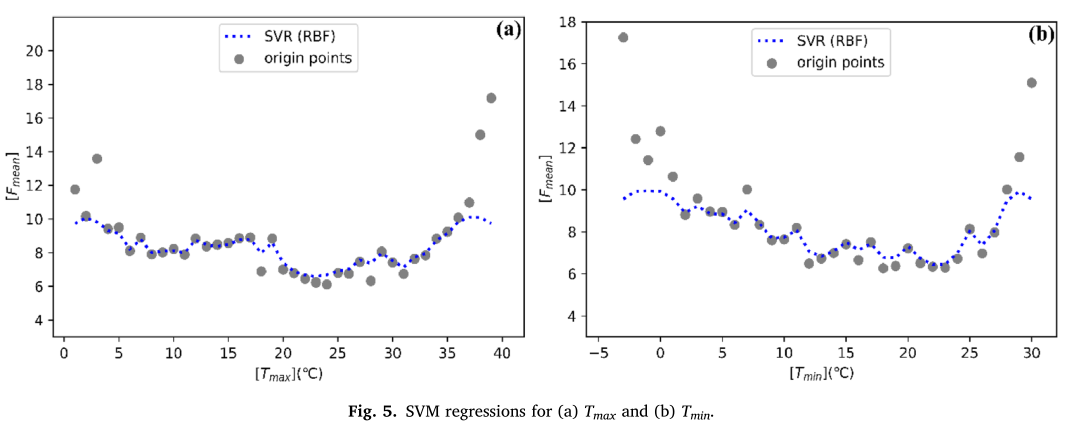 (a)
SVR (RBF)
origin points
20
18
16
14
12
10
8
6
4
[F_mean]
0 5 10 15 20 25 30 35 40
[T_max](℃)
(b)
SVR (RBF)
origin points
18
16
14
12
10
8
6
4
[F_mean]
−5 0 5 10 15 20 25 30
[T_min](℃)
Fig. 5. SVM regressions for (a) T_max and (b) T_min.